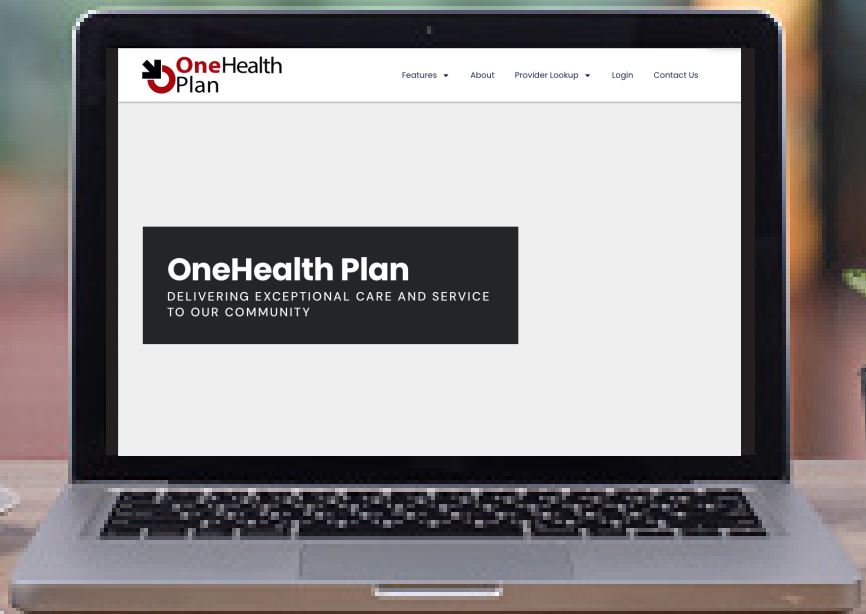 OneHealth
Plan
Features
About
Provider Lookup
Login
Contact Us
OneHealth Plan
DELIVERING EXCEPTIONAL CARE AND SERVICE
TO OUR COMMUNITY